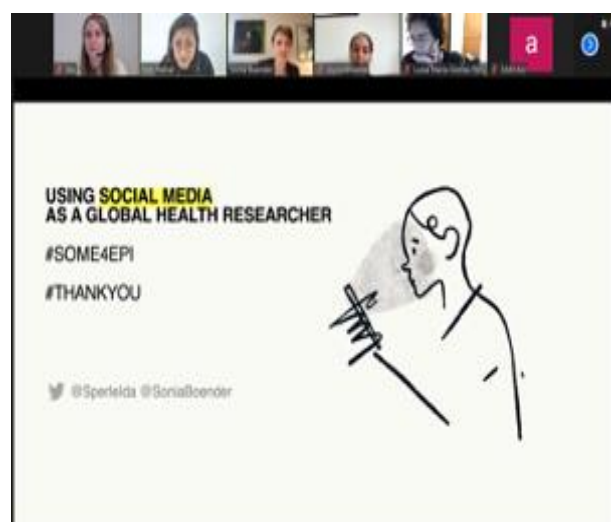 a
USING SOCIAL MEDIA
AS A GLOBAL HEALTH RESEARCHER
#SOME4EPI
#THANKYOU
@Sperlelda @SoniaBoender